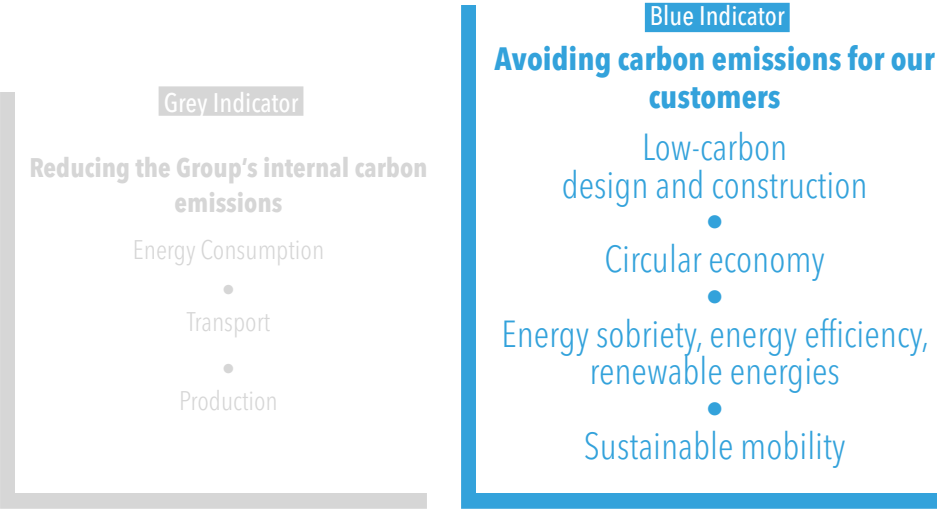 Grey Indicator
Reducing the Group's internal carbon
emissions
Energy Consumption
•
Transport
•
Production
Blue Indicator
Avoiding carbon emissions for our
customers
Low-carbon
design and construction
•
Circular economy
•
Energy sobriety, energy efficiency,
renewable energies
•
Sustainable mobility